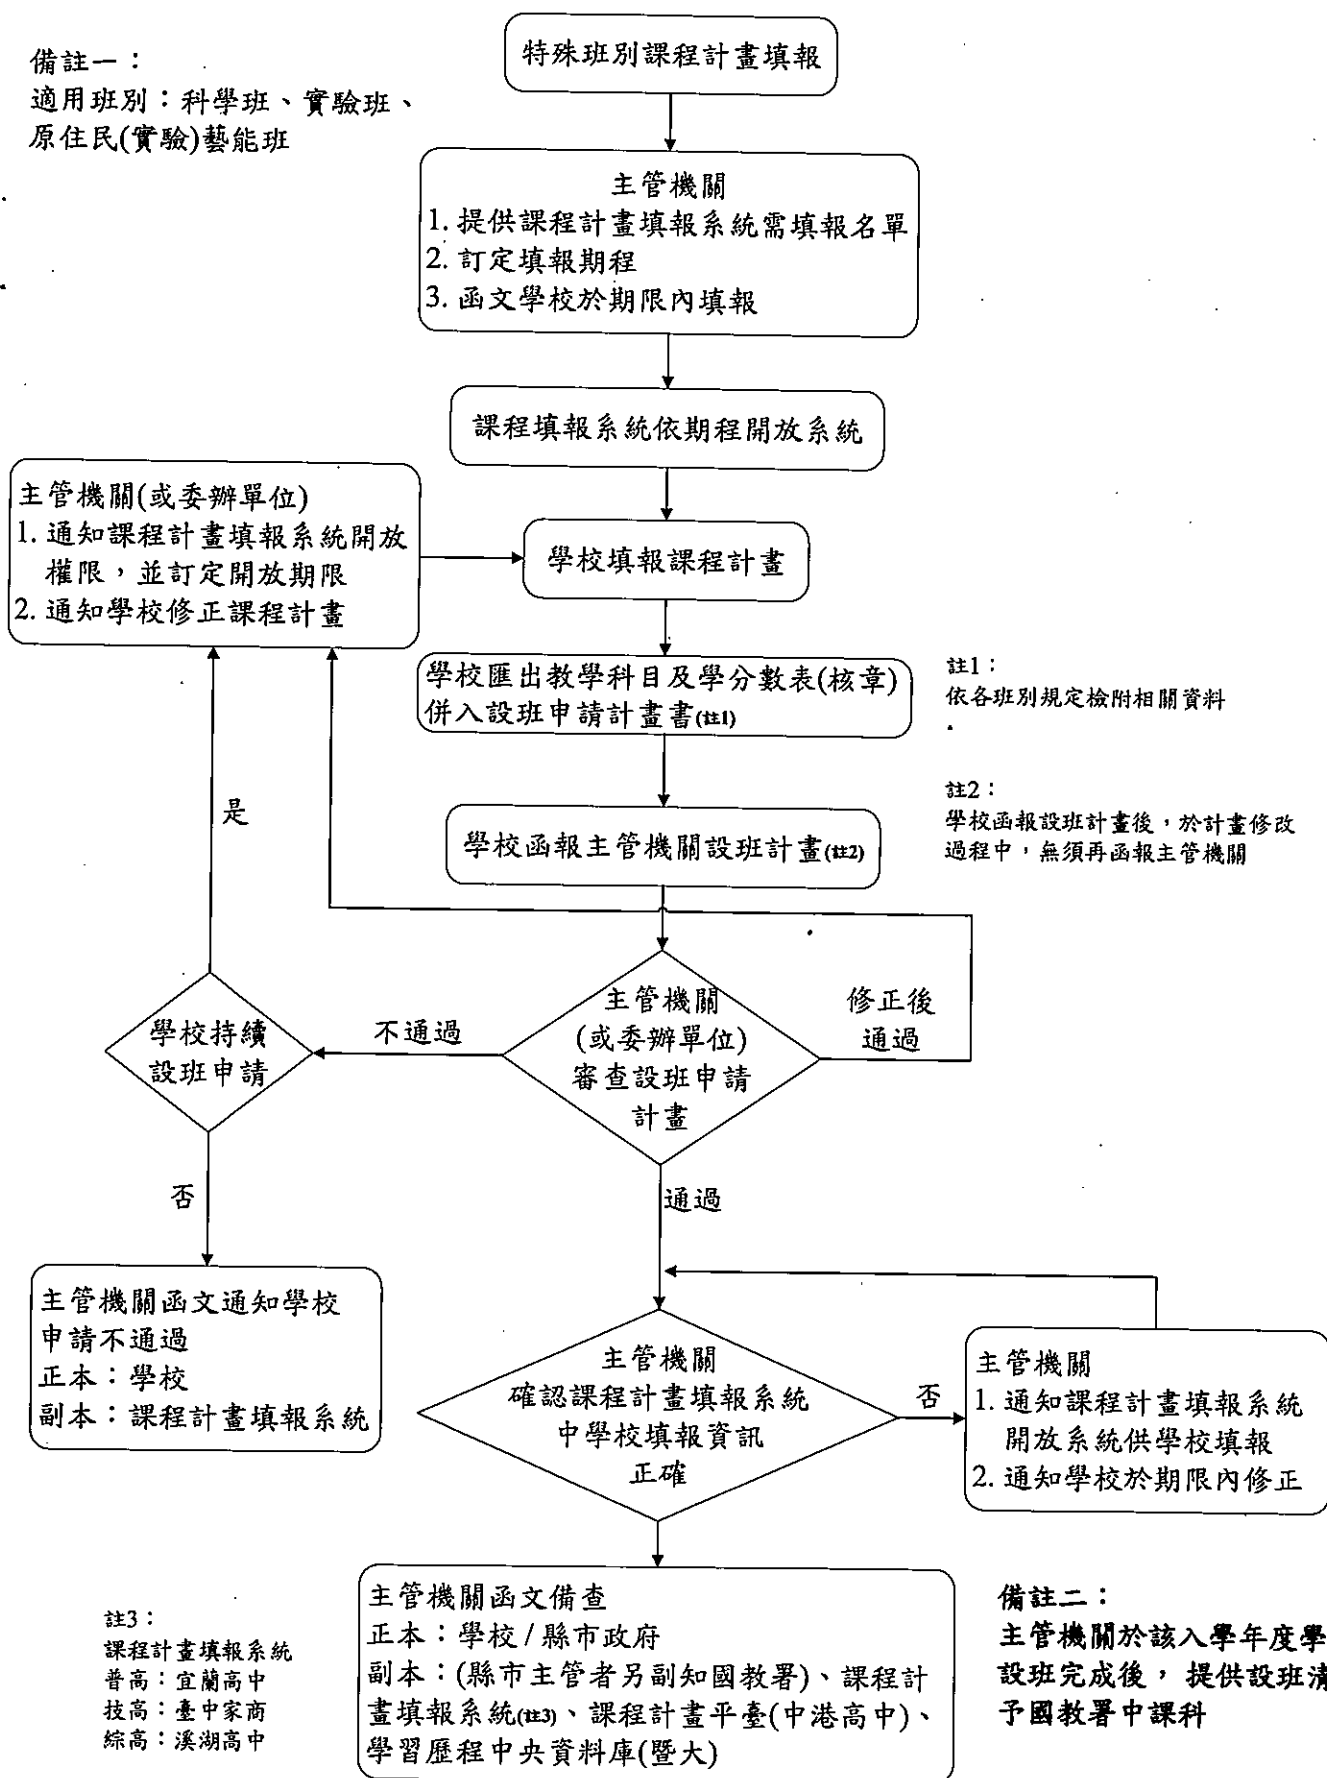 特殊班別課程計畫填報
備註一：
適用班別：科學班、實驗班、
原住民(實驗)藝能班
主管機關
1. 提供課程計畫填報系統需填報名單
2. 訂定填報期程
3. 函文學校於期限內填報
課程填報系統依期程開放系統
主管機關(或委辦單位)
1. 通知課程計畫填報系統開放
權限，並訂定開放期限
2. 通知學校修正課程計畫
學校填報課程計畫
學校匯出教學科目及學分數表(核章)
併入設班申請計畫書(註1)
註1：
依各班別規定檢附相關資料
註2：
學校函報設班計畫後，於計畫修改
過程中，無須再函報主管機關
學校函報主管機關設班計畫(註2)
是
學校持續
設班申請
不通過
主管機關
(或委辦單位)
審查設班申請
計畫
修正後
通過
否
通過
主管機關函文通知學校
申請不通過
正本：學校
副本：課程計畫填報系統
主管機關
確認課程計畫填報系統
中學校填報資訊
正確
否
主管機關
1. 通知課程計畫填報系統
開放系統供學校填報
2. 通知學校於期限內修正
註3：
課程計畫填報系統
普高：宜蘭高中
技高：臺中家商
綜高：溪湖高中
主管機關函文備查
正本：學校 / 縣市政府
副本：(縣市主管者另副知國教署)、課程計
畫填報系統(註3)、課程計畫平臺(中港高中)、
學習歷程中央資料庫(暨大)
備註二：
主管機關於該入學年度學
設班完成後， 提供設班清
予國教署中課科